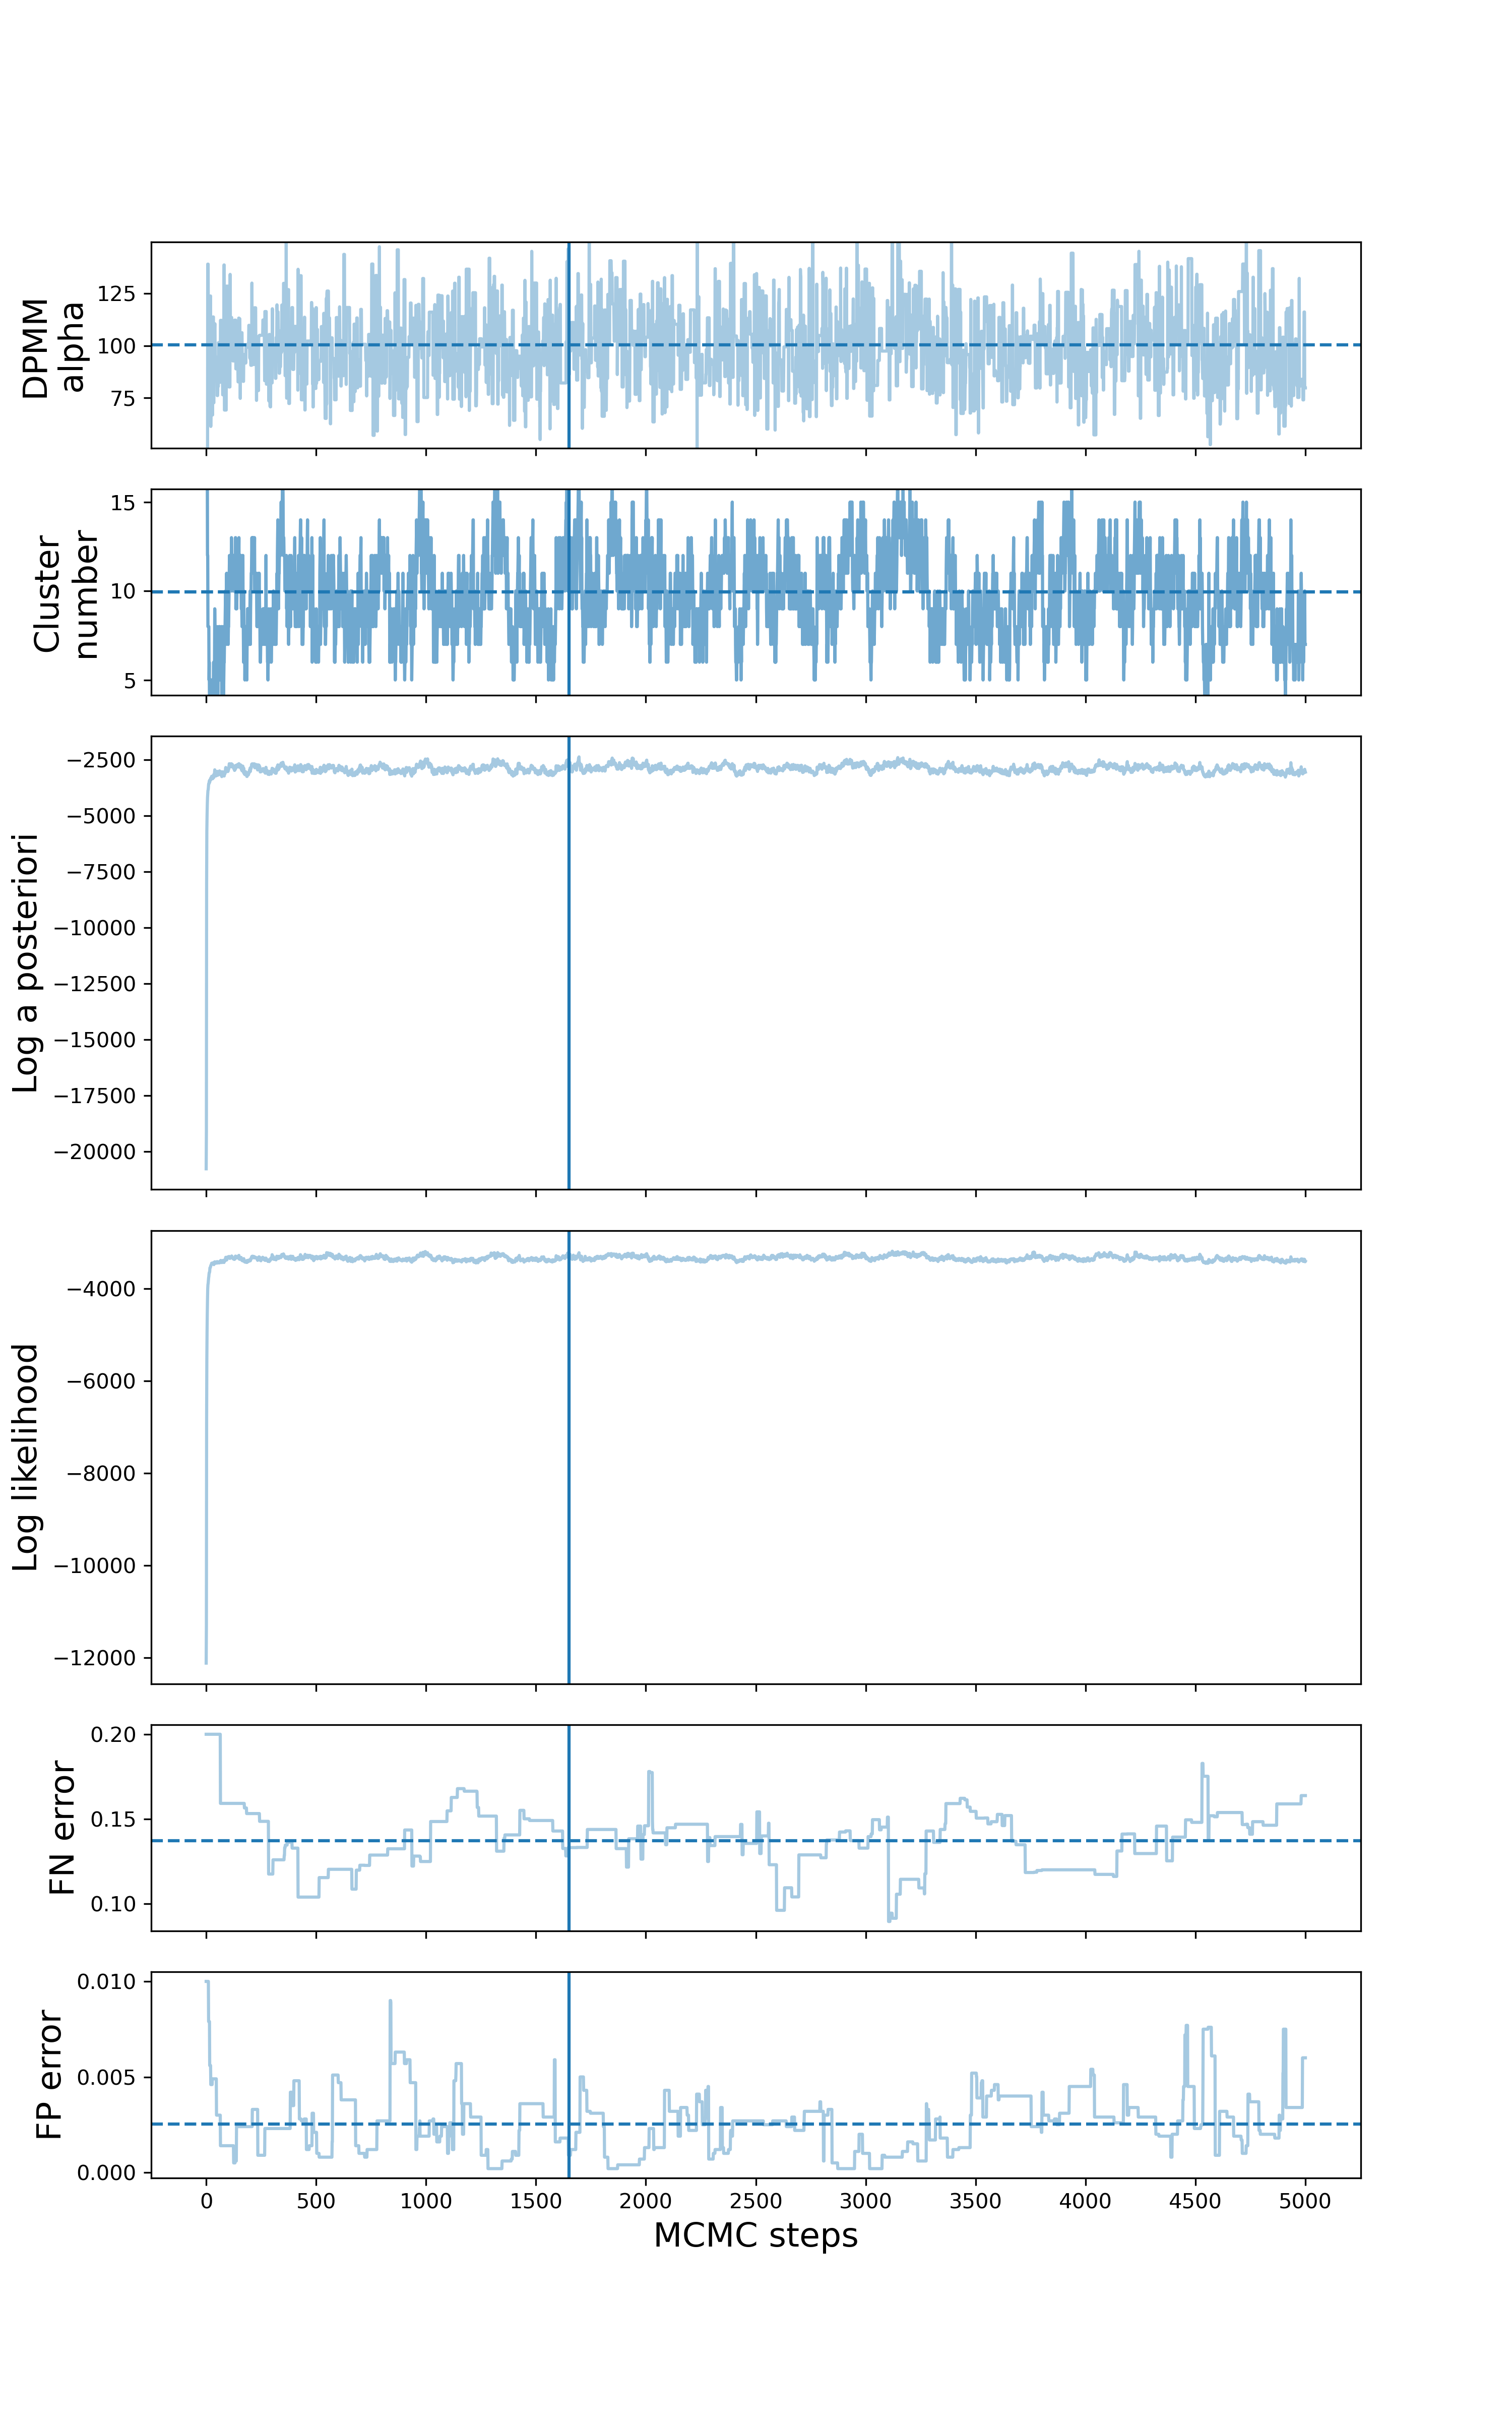 DPMM
alpha
125
100
75
Cluster
number
15
10
5
Log a posteriori
−2500
−5000
−7500
−10000
−12500
−15000
−17500
−20000
Log likelihood
−4000
−6000
−8000
−10000
−12000
FN error
0.20
0.15
0.10
FP error
0.010
0.005
0.000
0 500 1000 1500 2000 2500 3000 3500 4000 4500 5000
MCMC steps